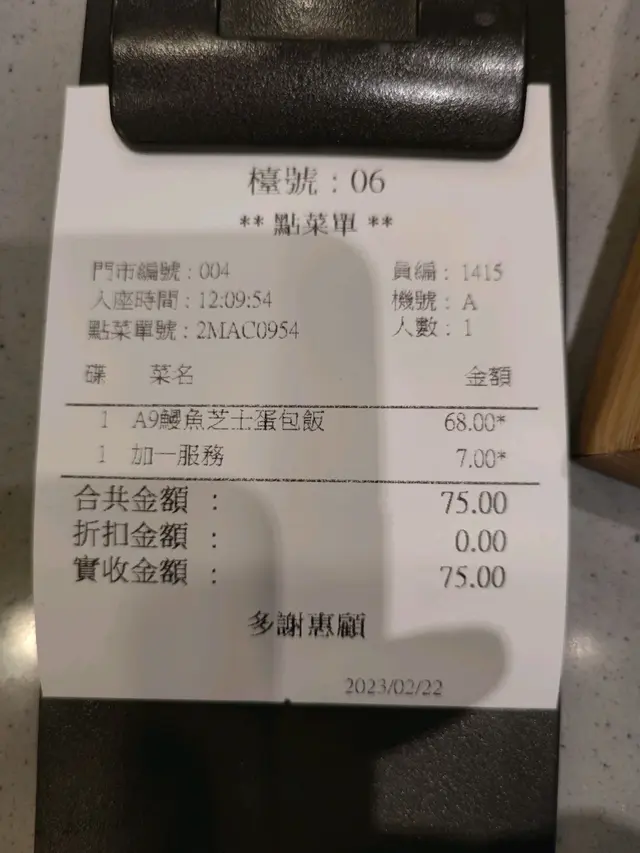 檯號：06
** 點菜單 **
門市編號：004 員編：1415
入座時間：12:09:54 機號：A
點菜單號：2MAC0954 人數：1
碟 菜名 金額
1 A9鰻魚芝士蛋包飯 68.00*
1 加一服務 7.00*
合共金額： 75.00
折扣金額： 0.00
實收金額： 75.00
多謝惠顧
2023/02/22